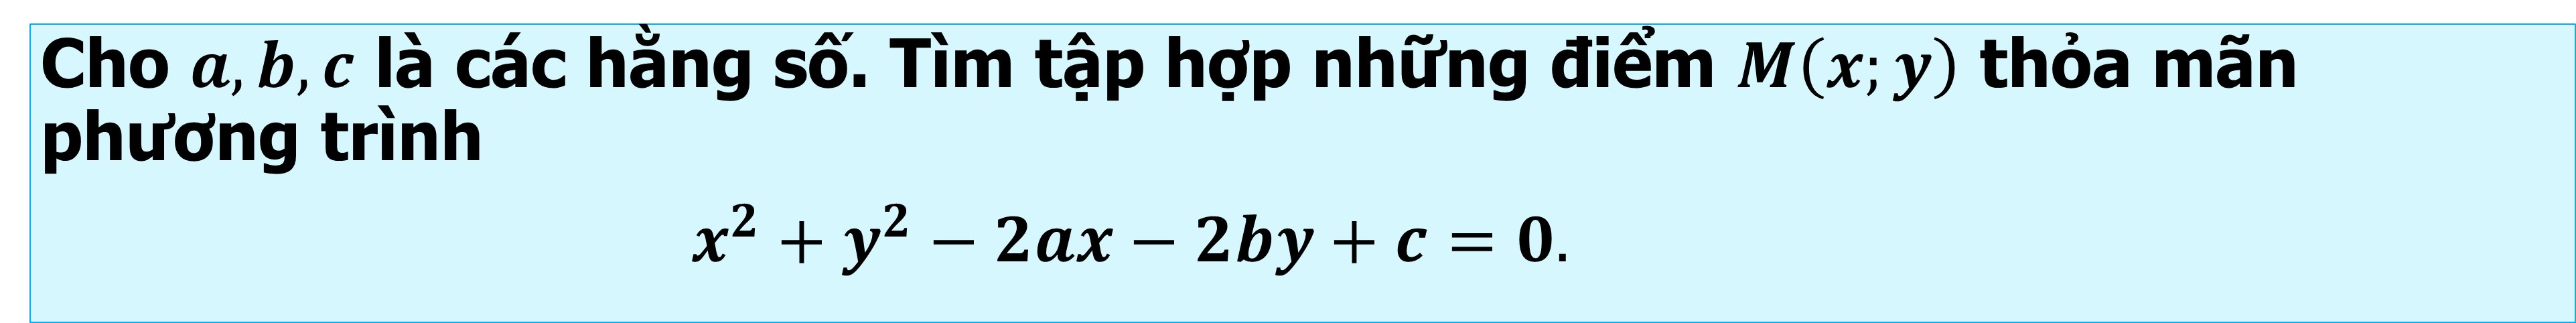 Cho a, b, c là các hằng số. Tìm tập hợp những điểm M(x; y) thỏa mãn
phương trình
x² + y² − 2ax − 2by + c = 0.